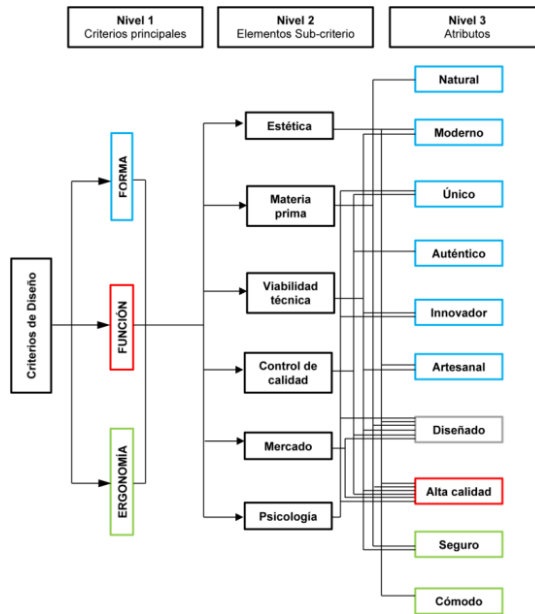 Nivel 1
Criterios principales
Nivel 2
Elementos Sub-criterio
Nivel 3
Atributos
Criterios de Diseño
FORMA
FUNCIÓN
ERGONOMÍA
Estética
Materia
prima
Viabilidad
técnica
Control de
calidad
Mercado
Psicología
Natural
Moderno
Único
Auténtico
Innovador
Artesanal
Diseñado
Alta calidad
Seguro
Cómodo